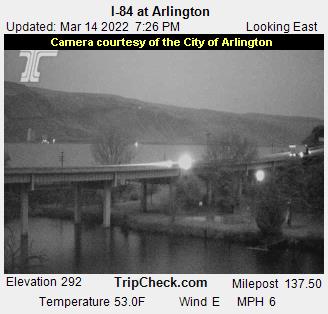 I-84 at Arlington
Updated: Mar 14 2022 7:26 PM Looking East
Camera courtesy of the City of Arlington
Elevation 292 TripCheck.com Milepost 137.50
Temperature 53.0F Wind E MPH 6